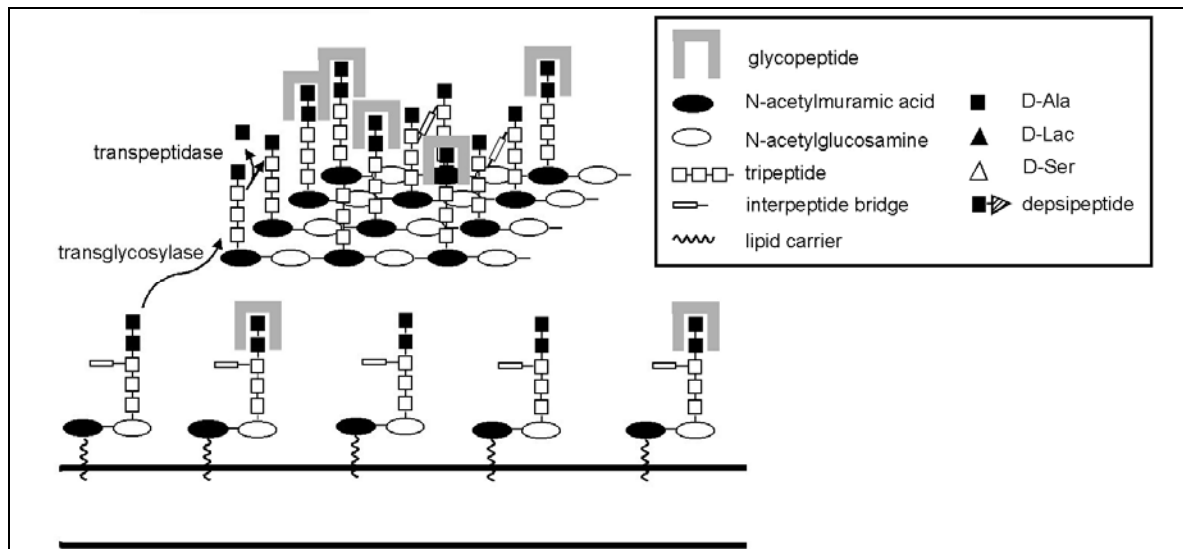 transpeptidase
transglycosylase
glycopeptide
N-acetylmuramic acid
N-acetylglucosamine
tripeptide
interpeptide bridge
lipid carrier
D-Ala
D-Lac
D-Ser
depsipeptide